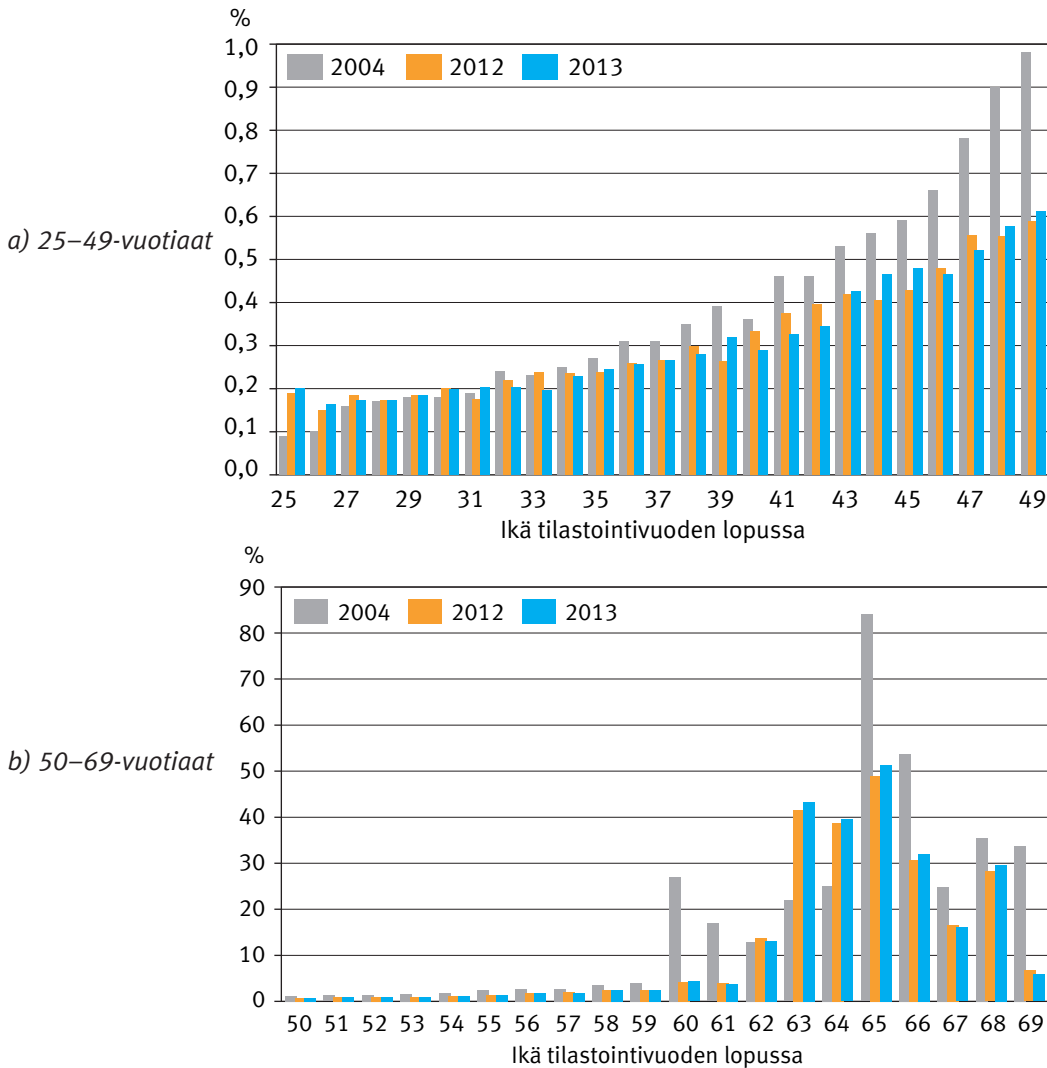 %
1,0
2004 2012 2013
0,9
0,8
0,7
0,6
a) 25–49-vuotiaat
0,5
0,4
0,3
0,2
0,1
0,0
25 27 29 31 33 35 37 39 41 43 45 47 49
Ikä tilastointivuoden lopussa
%
90
2004 2012 2013
80
70
60
b) 50–69-vuotiaat
50
40
30
20
10
0
50 51 52 53 54 55 56 57 58 59 60 61 62 63 64 65 66 67 68 69
Ikä tilastointivuoden lopussa